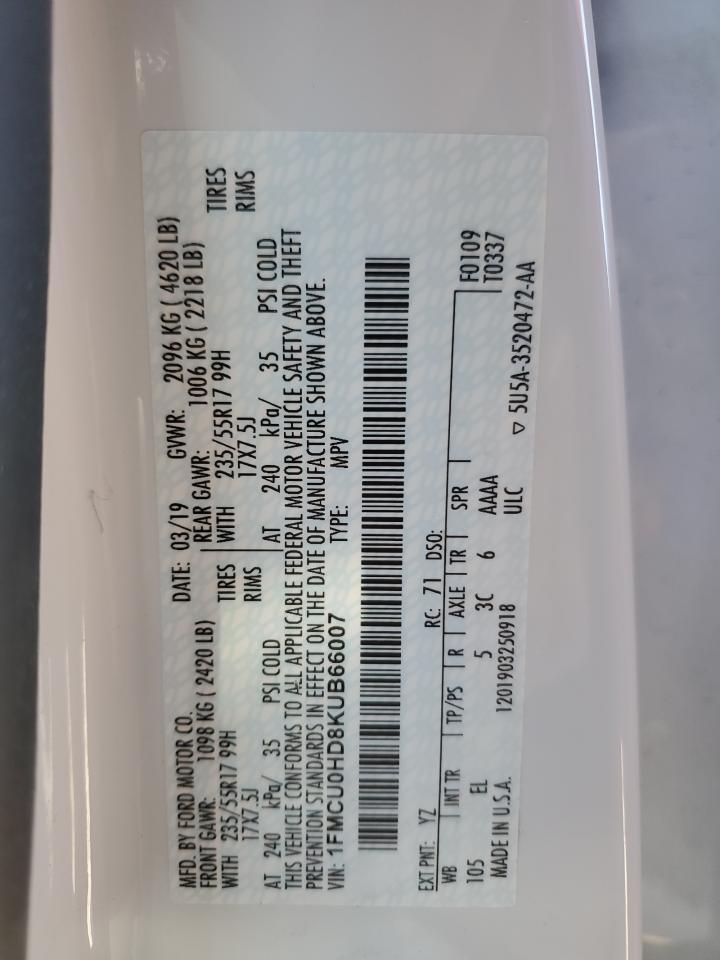 MFD. BY FORD MOTOR CO.
DATE: 03/19 GVWR: 2096 KG ( 4620 LB)
FRONT GAWR: 1098 KG ( 2420 LB) REAR GAWR: 1006 KG ( 2218 LB)
WITH 235/55R17 99H TIRES WITH 235/55R17 99H TIRES
17X7.5J RIMS 17X7.5J RIMS
AT 240 kPa/ 35 PSI COLD AT 240 kPa/ 35 PSI COLD
THIS VEHICLE CONFORMS TO ALL APPLICABLE FEDERAL MOTOR VEHICLE SAFETY AND THEFT
PREVENTION STANDARDS IN EFFECT ON THE DATE OF MANUFACTURE SHOWN ABOVE.
VIN: 1FMCU0HD8KUB66007 TYPE: MPV
EXT PNT: YZ RC: 71 DSO:
WB INT TR TP/PS R AXLE TR SPR F0109
105 EL 5 3C 6 AAAA T0337
MADE IN U.S.A. 1201903250918 ULC
▽ 5U5A-3520472-AA